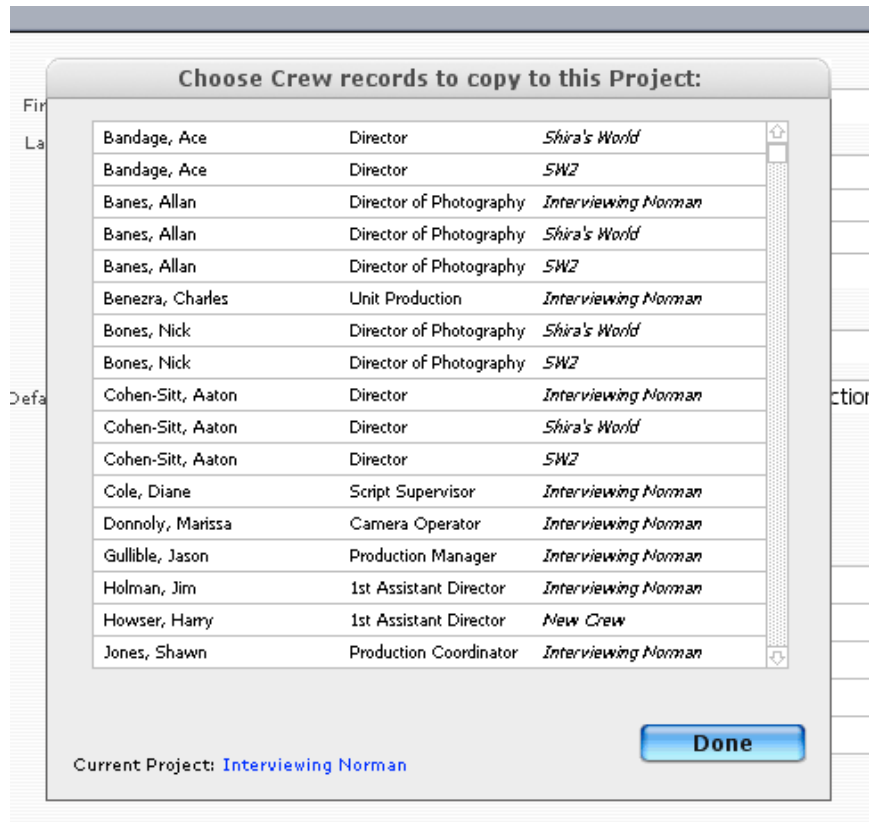 Choose Crew records to copy to this Project:
Fir
La
Bandage, Ace Director Shira's World
Bandage, Ace Director SW2
Banes, Allan Director of Photography Interviewing Norman
Banes, Allan Director of Photography Shira's World
Banes, Allan Director of Photography SW2
Benezra, Charles Unit Production Interviewing Norman
Bones, Nick Director of Photography Shira's World
Bones, Nick Director of Photography SW2
Defa Cohen-Sitt, Aaton Director Interviewing Norman ction
Cohen-Sitt, Aaton Director Shira's World
Cohen-Sitt, Aaton Director SW2
Cole, Diane Script Supervisor Interviewing Norman
Donnoly, Marissa Camera Operator Interviewing Norman
Gullible, Jason Production Manager Interviewing Norman
Holman, Jim 1st Assistant Director Interviewing Norman
Howser, Harry 1st Assistant Director New Crew
Jones, Shawn Production Coordinator Interviewing Norman
Done
Current Project: Interviewing Norman